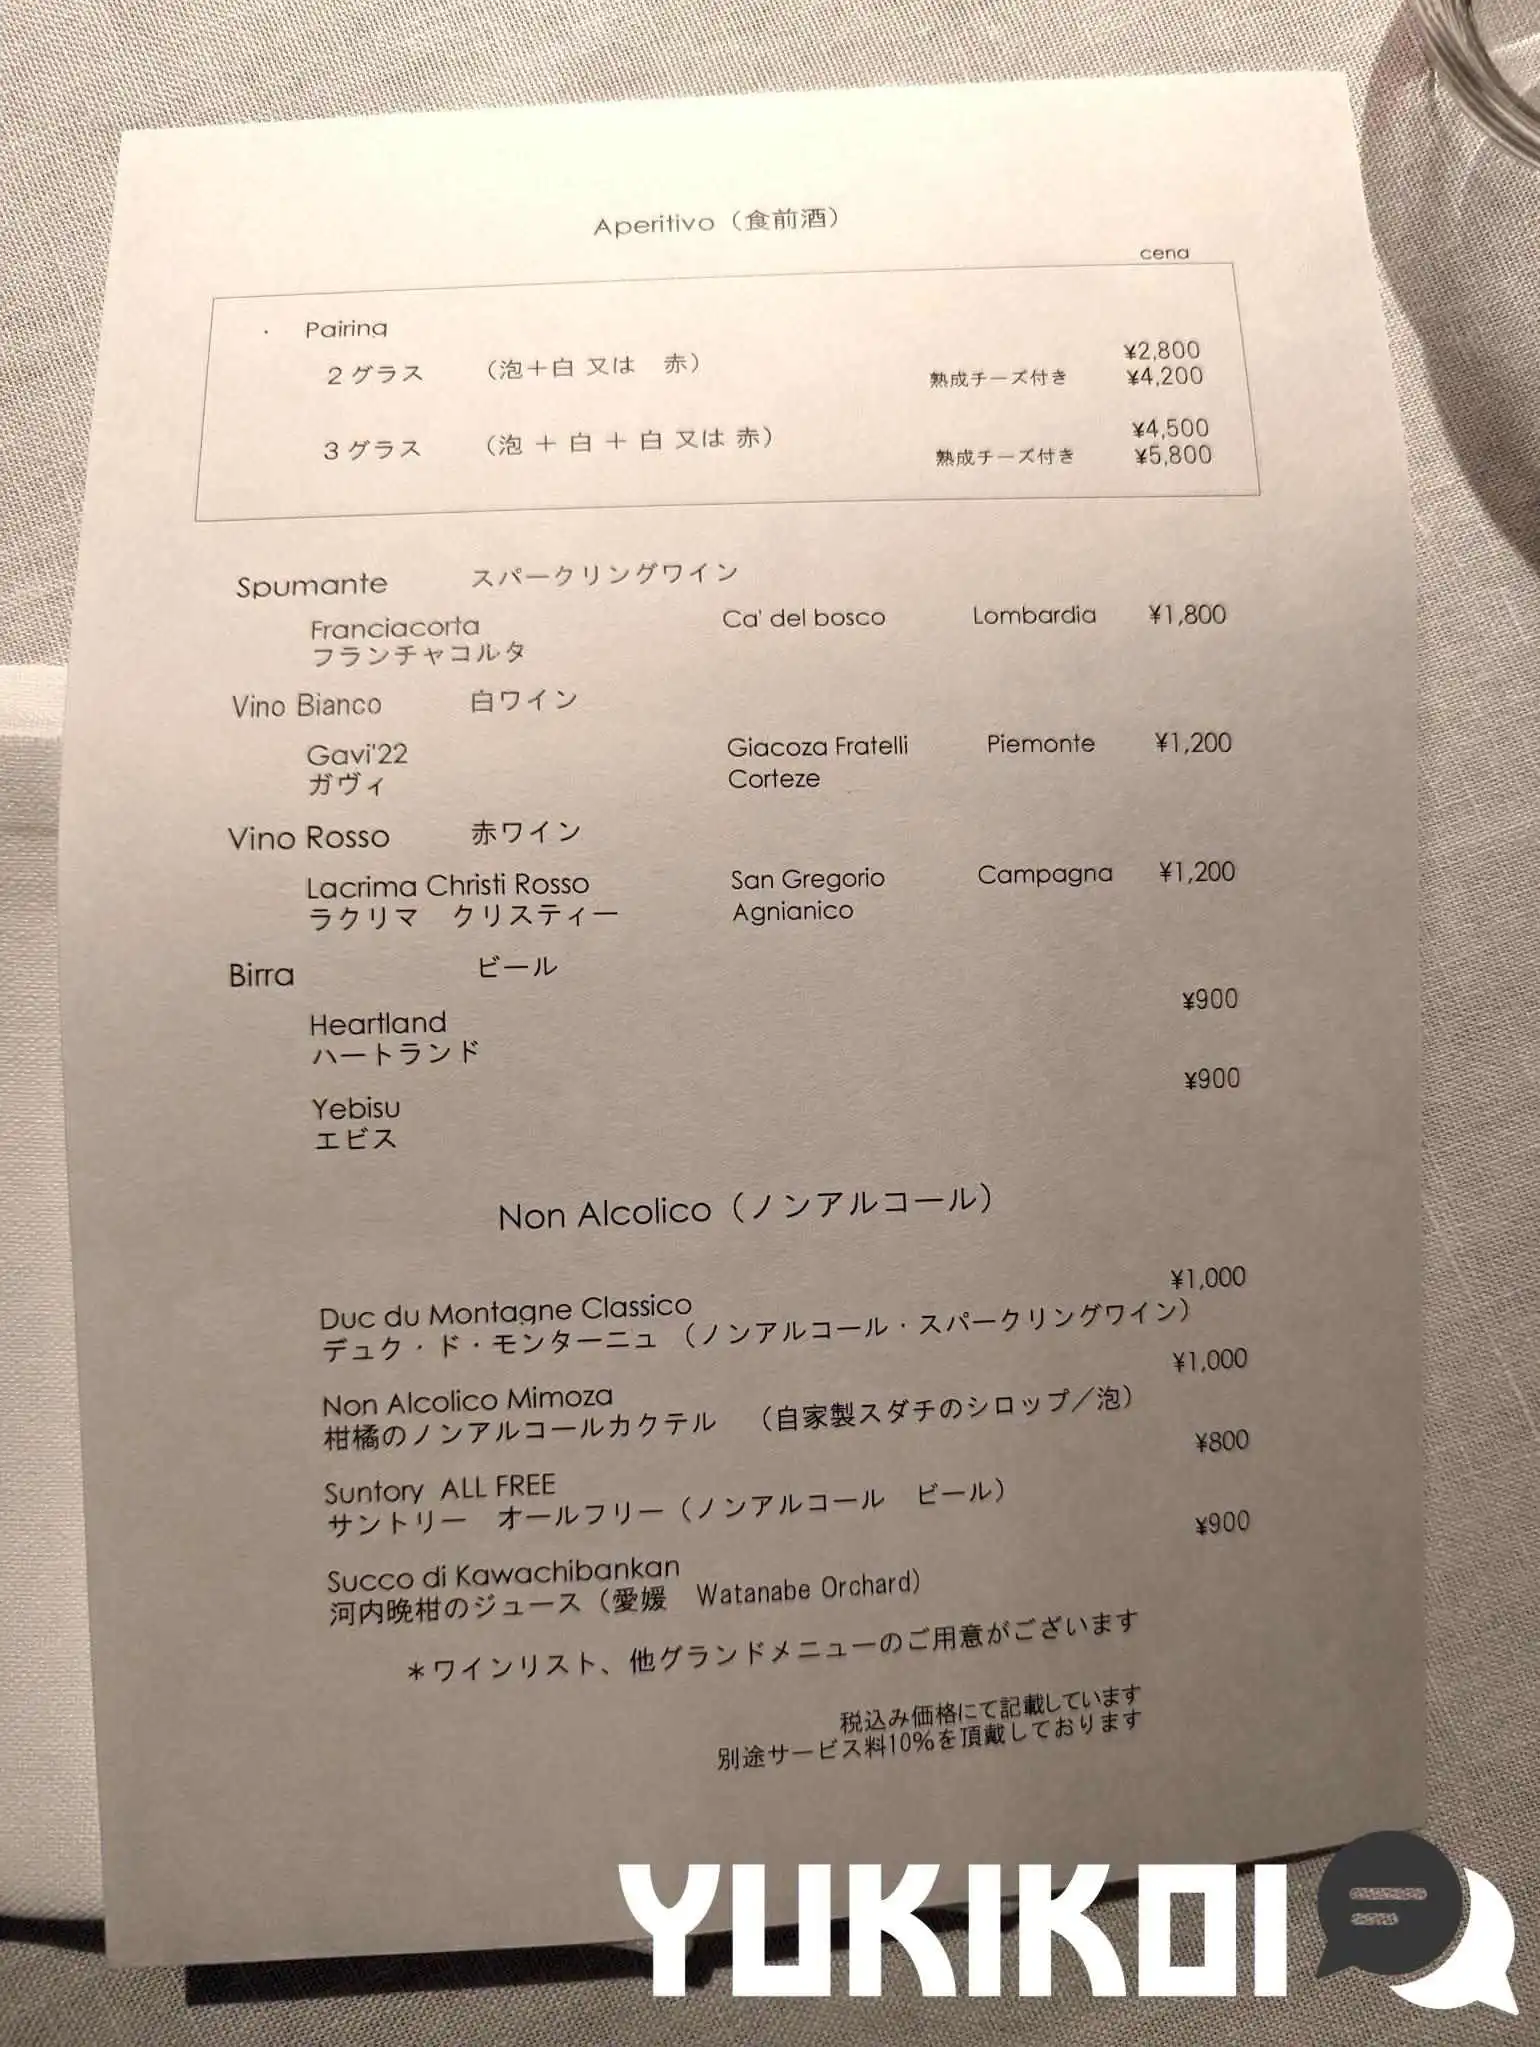 Aperitivo（食前酒）
cena
・ Pairing
2グラス （泡＋白 又は 赤） ¥2,800
熟成チーズ付き ¥4,200
3グラス （泡 ＋ 白 ＋ 白 又は 赤） ¥4,500
熟成チーズ付き ¥5,800
Spumante スパークリングワイン
Franciacorta Ca' del bosco Lombardia ¥1,800
フランチャコルタ
Vino Bianco 白ワイン
Gavi'22 Giacoza Fratelli Piemonte ¥1,200
ガヴィ Corteze
Vino Rosso 赤ワイン
Lacrima Christi Rosso San Gregorio Campagna ¥1,200
ラクリマ クリスティー Agnianico
Birra ビール
Heartland ¥900
ハートランド
Yebisu ¥900
エビス
Non Alcolico（ノンアルコール）
Duc du Montagne Classico ¥1,000
デュク・ド・モンターニュ （ノンアルコール・スパークリングワイン）
Non Alcolico Mimoza ¥1,000
柑橘のノンアルコールカクテル （自家製スダチのシロップ／泡）
Suntory ALL FREE ¥800
サントリー オールフリー（ノンアルコール ビール）
Succo di Kawachibankan ¥900
河内晩柑のジュース（愛媛 Watanabe Orchard）
＊ワインリスト、他グランドメニューのご用意がございます
税込み価格にて記載しています
別途サービス料10%を頂戴しております
YUKIKOI